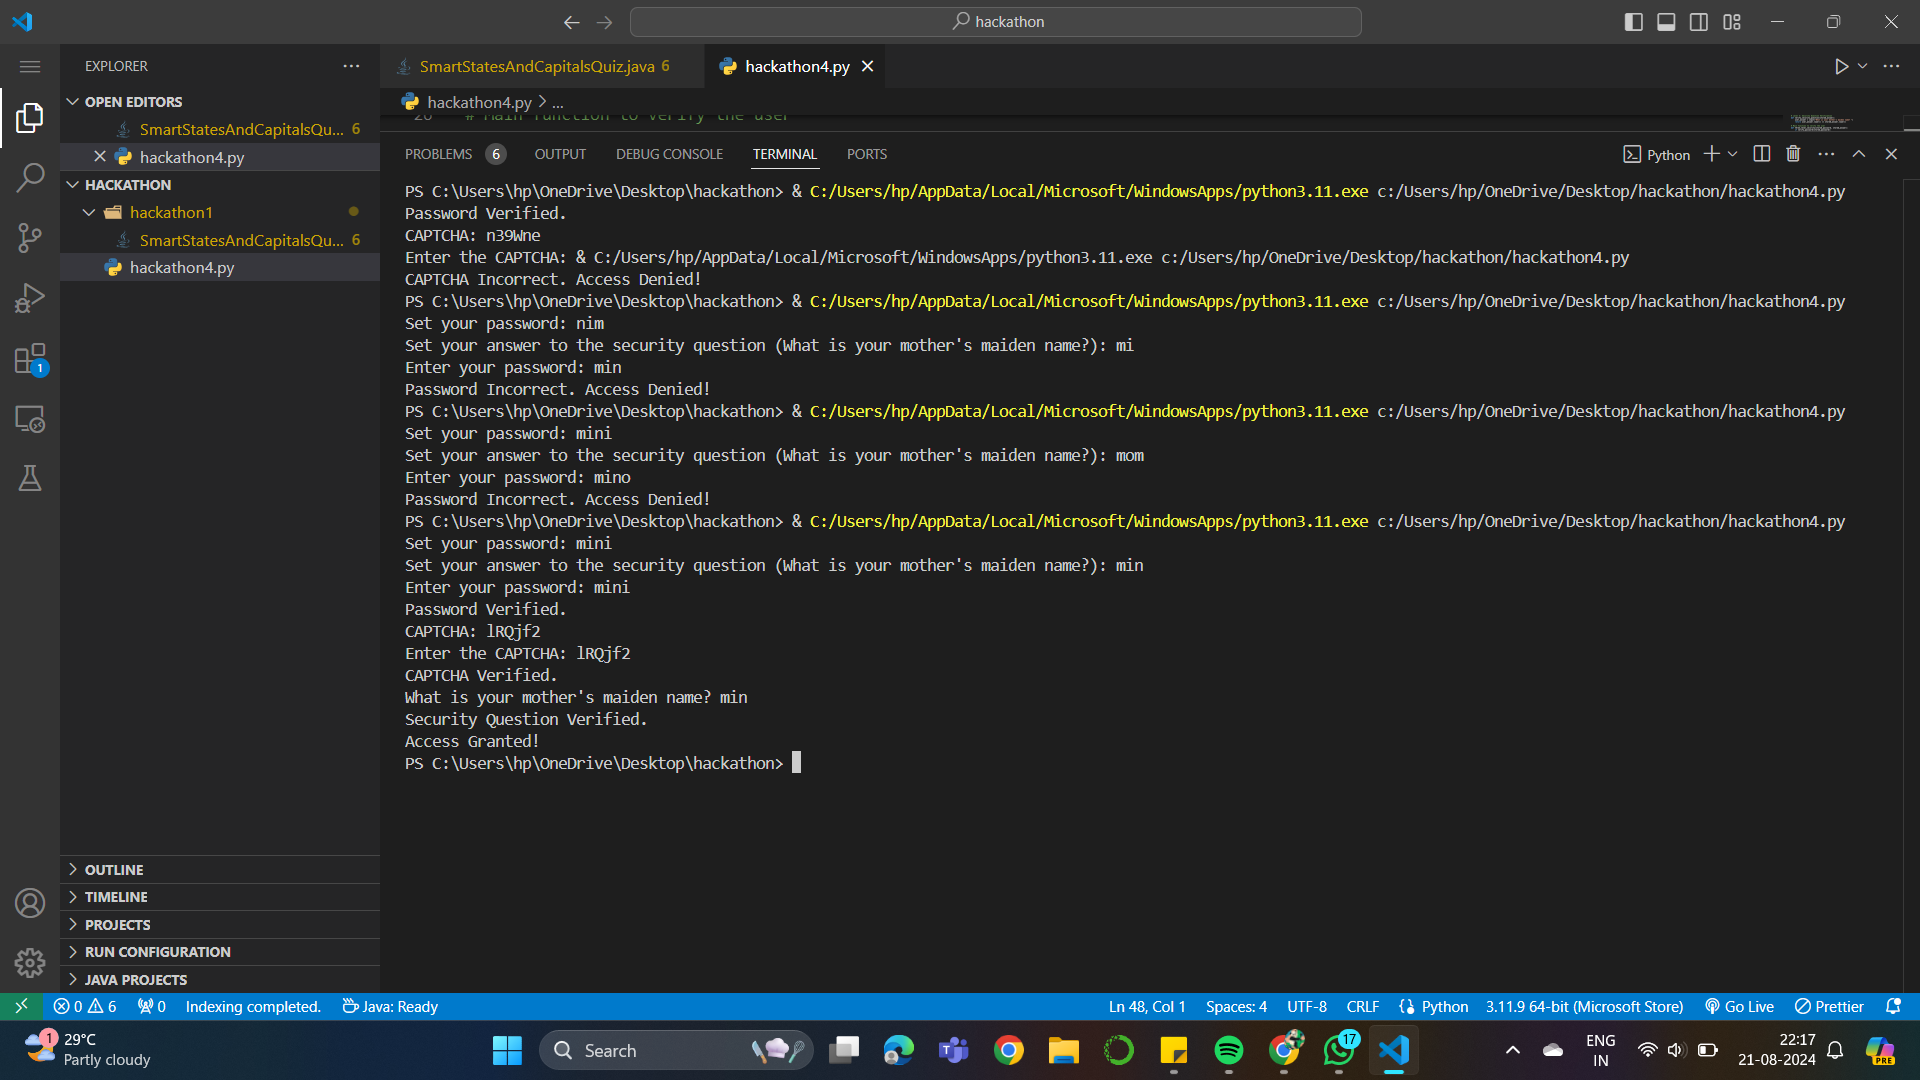 hackathon
EXPLORER
OPEN EDITORS
SmartStatesAndCapitalsQu... 6
hackathon4.py
HACKATHON
hackathon1
SmartStatesAndCapitalsQu... 6
hackathon4.py
OUTLINE
TIMELINE
PROJECTS
RUN CONFIGURATION
JAVA PROJECTS
1
SmartStatesAndCapitalsQuiz.java 6
hackathon4.py
hackathon4.py > ...
26 # Main function to verify the user
PROBLEMS 6 OUTPUT DEBUG CONSOLE TERMINAL PORTS
Python
PS C:\Users\hp\OneDrive\Desktop\hackathon> & C:/Users/hp/AppData/Local/Microsoft/WindowsApps/python3.11.exe c:/Users/hp/OneDrive/Desktop/hackathon/hackathon4.py
Password Verified.
CAPTCHA: n39Wne
Enter the CAPTCHA: & C:/Users/hp/AppData/Local/Microsoft/WindowsApps/python3.11.exe c:/Users/hp/OneDrive/Desktop/hackathon/hackathon4.py
CAPTCHA Incorrect. Access Denied!
PS C:\Users\hp\OneDrive\Desktop\hackathon> & C:/Users/hp/AppData/Local/Microsoft/WindowsApps/python3.11.exe c:/Users/hp/OneDrive/Desktop/hackathon/hackathon4.py
Set your password: nim
Set your answer to the security question (What is your mother's maiden name?): mi
Enter your password: min
Password Incorrect. Access Denied!
PS C:\Users\hp\OneDrive\Desktop\hackathon> & C:/Users/hp/AppData/Local/Microsoft/WindowsApps/python3.11.exe c:/Users/hp/OneDrive/Desktop/hackathon/hackathon4.py
Set your password: mini
Set your answer to the security question (What is your mother's maiden name?): mom
Enter your password: mino
Password Incorrect. Access Denied!
PS C:\Users\hp\OneDrive\Desktop\hackathon> & C:/Users/hp/AppData/Local/Microsoft/WindowsApps/python3.11.exe c:/Users/hp/OneDrive/Desktop/hackathon/hackathon4.py
Set your password: mini
Set your answer to the security question (What is your mother's maiden name?): min
Enter your password: mini
Password Verified.
CAPTCHA: lRQjf2
Enter the CAPTCHA: lRQjf2
CAPTCHA Verified.
What is your mother's maiden name? min
Security Question Verified.
Access Granted!
PS C:\Users\hp\OneDrive\Desktop\hackathon>
0 6 0 Indexing completed. Java: Ready Ln 48, Col 1 Spaces: 4 UTF-8 CRLF Python 3.11.9 64-bit (Microsoft Store) Go Live Prettier
1
29°C
Partly cloudy
Search
17
ENG
IN
22:17
21-08-2024
PRE